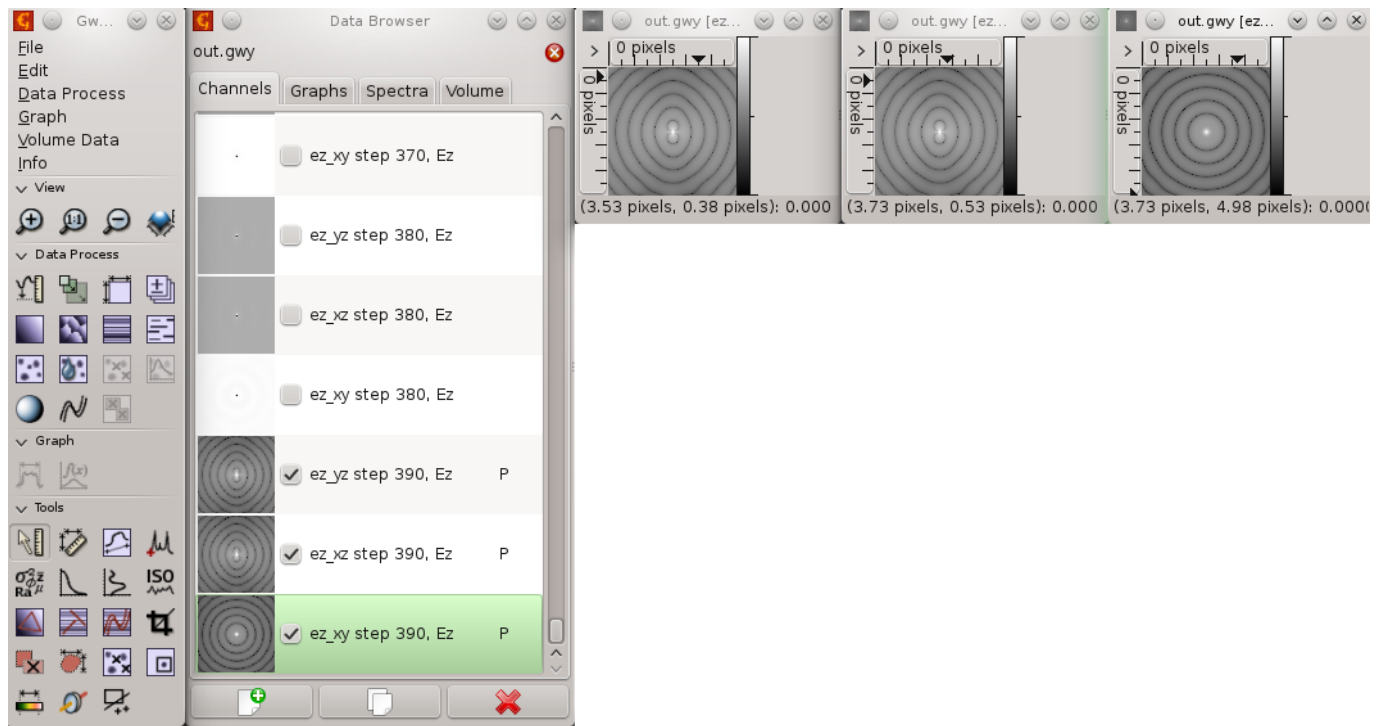 Gw...
File
Edit
Data Process
Graph
Volume Data
Info
View
1:1
Data Process
Graph
f(x)
Tools
ISO
Ra
Data Browser
out.gwy
Channels Graphs Spectra Volume
ez_xy step 370, Ez
ez_yz step 380, Ez
ez_xz step 380, Ez
ez_xy step 380, Ez
ez_yz step 390, Ez P
ez_xz step 390, Ez P
ez_xy step 390, Ez P
out.gwy [ez...
0 pixels
0 pixels
(3.53 pixels, 0.38 pixels): 0.000
out.gwy [ez...
0 pixels
0 pixels
(3.73 pixels, 0.53 pixels): 0.000
out.gwy [ez...
0 pixels
0 pixels
(3.73 pixels, 4.98 pixels): 0.000